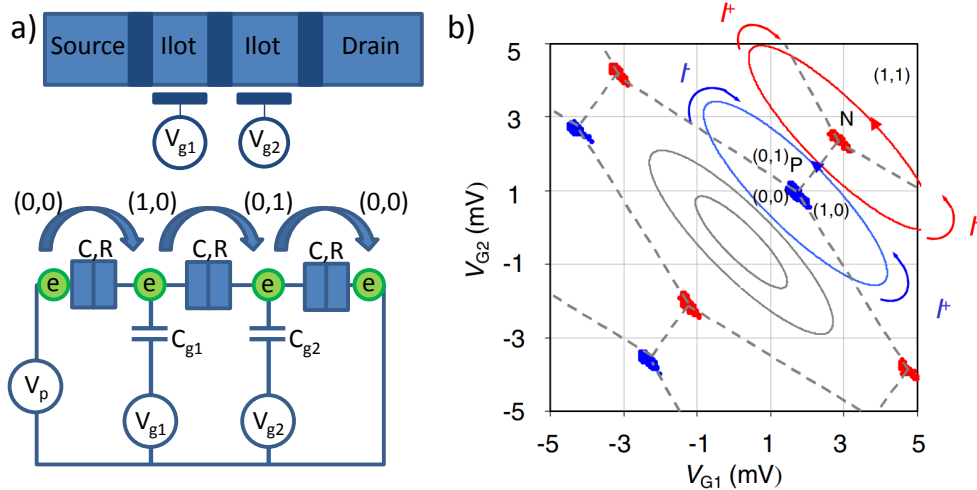 a)
Source Ilot Ilot Drain
Vg1 Vg2
(0,0) (1,0) (0,1) (0,0)
C,R C,R C,R
e e e e
Cg1 Cg2
Vp
Vg1 Vg2
b)
I+
5
(1,1)
I-
3
N
(0,1) P
VG2 (mV)
1
(0,0) (1,0)
-1
I-
I+
-3
-5
-5 -3 -1 1 3 5
VG1 (mV)